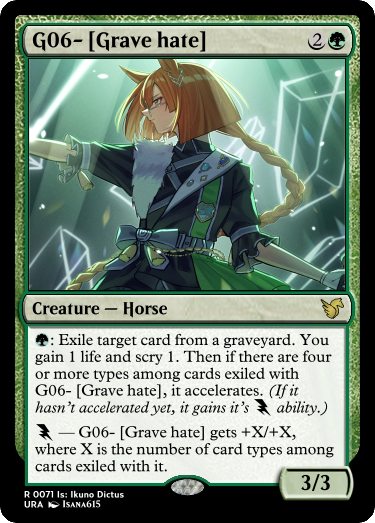 G06- [Grave hate] 2
Creature — Horse
: Exile target card from a graveyard. You
gain 1 life and scry 1. Then if there are four
or more types among cards exiled with
G06- [Grave hate], it accelerates. (If it
hasn't accelerated yet, it gains it's ability.)
— G06- [Grave hate] gets +X/+X,
where X is the number of card types among
cards exiled with it.
3/3
R 0071 Is: Ikuno Dictus
URA Isana615